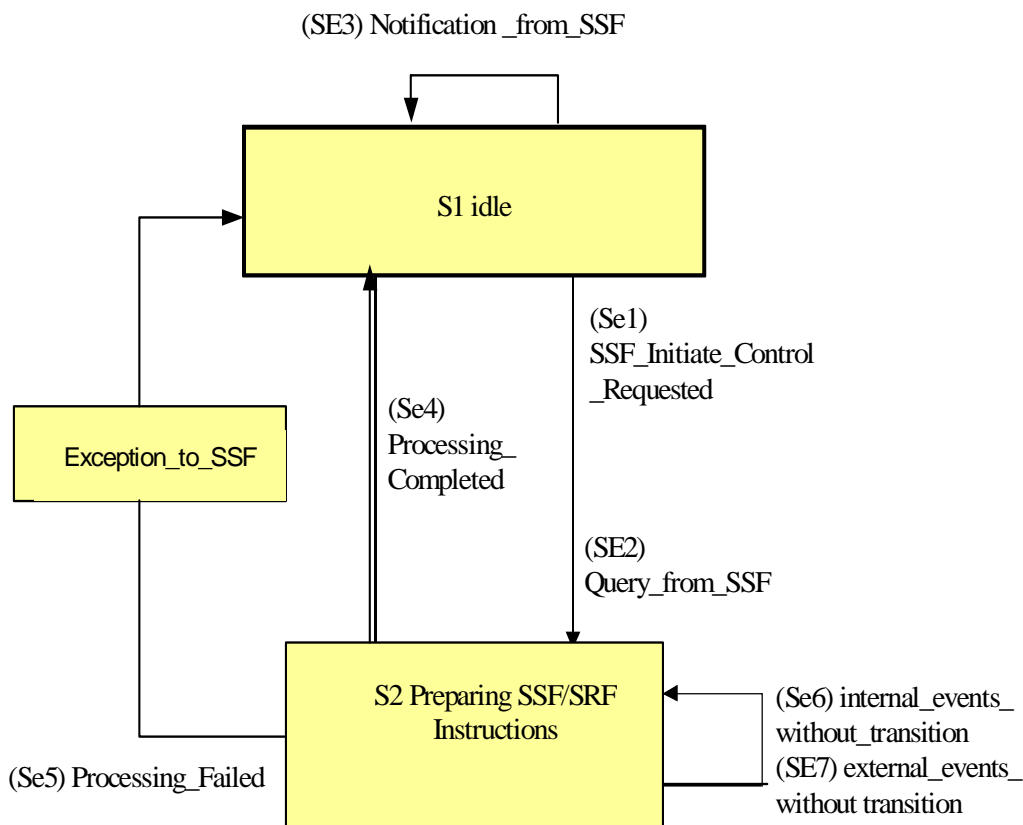 (SE3) Notification _from_SSF
S1 idle
(Se1)
SSF_Initiate_Control
_Requested
(Se4)
Processing_
Completed
Exception_to_SSF
(SE2)
Query_from_SSF
S2 Preparing SSF/SRF
Instructions
(Se6) internal_events_
without_transition
(SE7) external_events_
without transition
(Se5) Processing_Failed